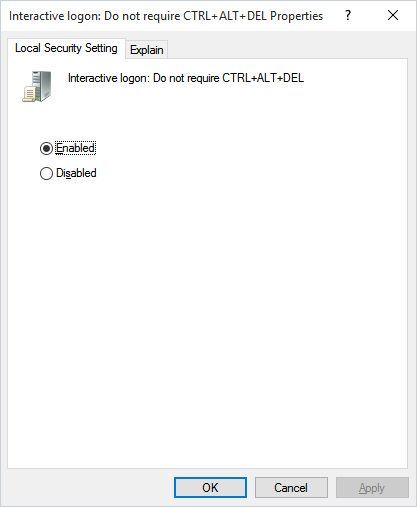 Interactive logon: Do not require CTRL+ALT+DEL Properties ?
Local Security Setting Explain
Interactive logon: Do not require CTRL+ALT+DEL
Enabled
Disabled
OK Cancel Apply